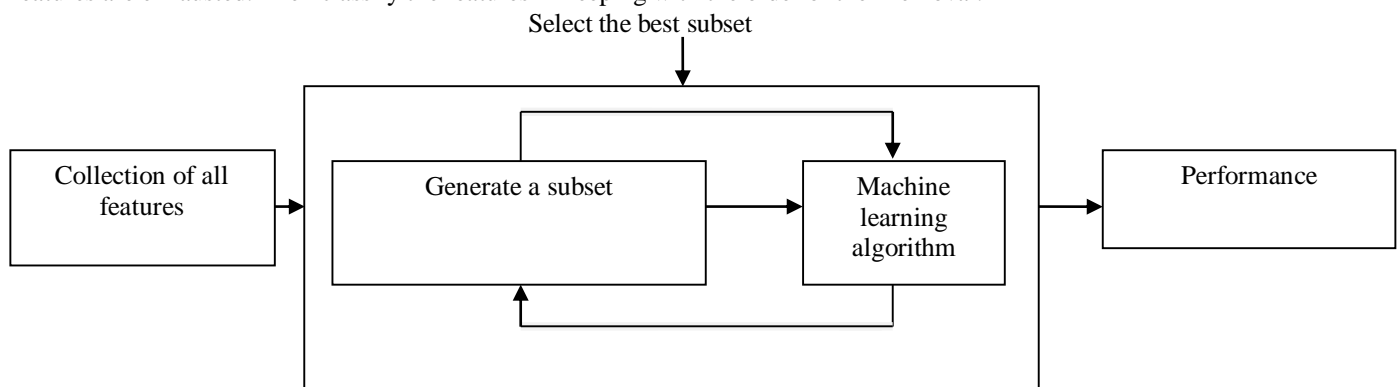 Select the best subset
Collection of all
features
Generate a subset
Machine
learning
algorithm
Performance